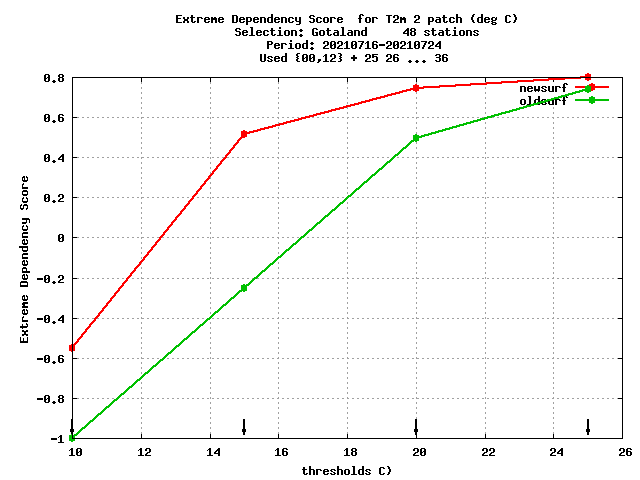 Extreme Dependency Score  for T2m 2 patch (deg C)
Selection: Gotaland     48 stations
Period: 20210716-20210724
Used {00,12} + 25 26 ... 36
newsurf
oldsurf
Extreme Dependency Score
0.8
0.6
0.4
0.2
0
-0.2
-0.4
-0.6
-0.8
-1
10 12 14 16 18 20 22 24 26
thresholds C)